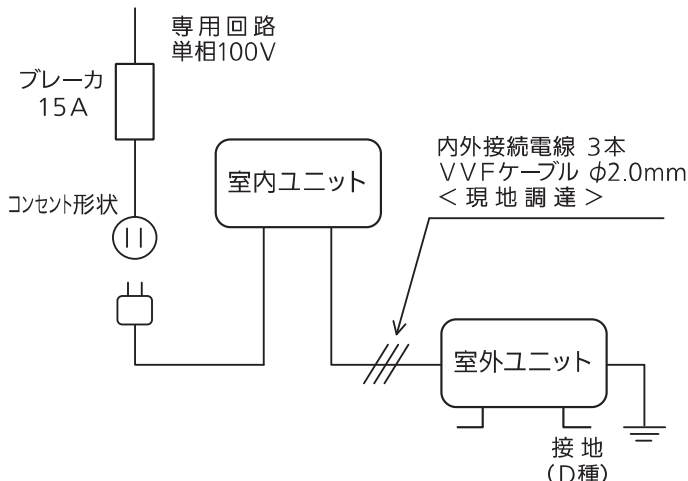 専用回路
単相100V
ブレーカ
15A
コンセント形状
室内ユニット
内外接続電線 3本
VVFケーブル φ2.0mm
<現地調達>
室外ユニット
接地
(D種)